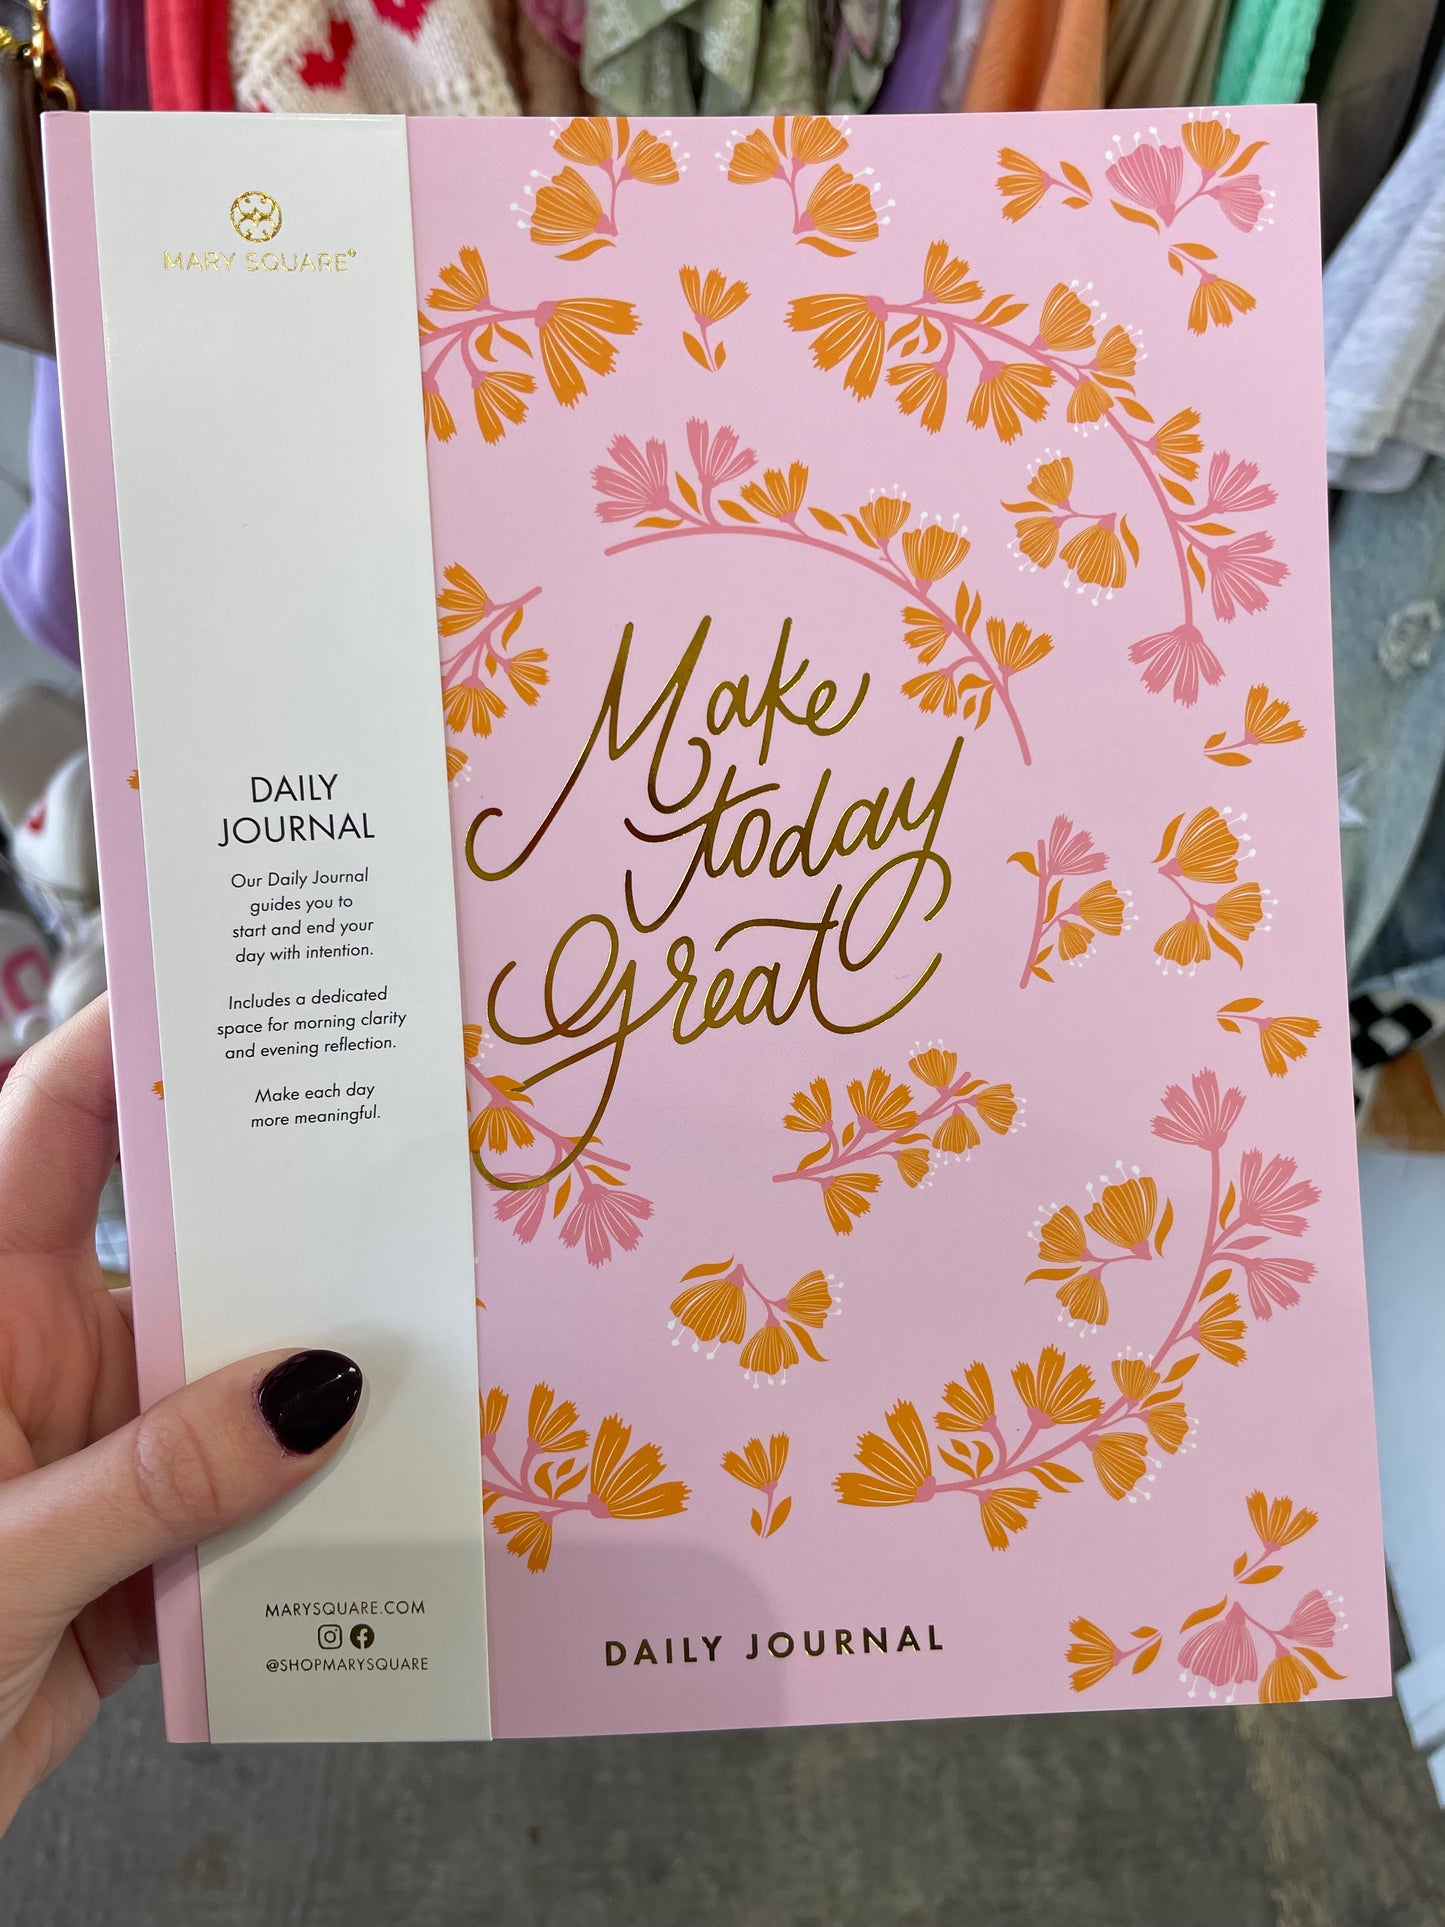 MARY SQUARE
DAILY
JOURNAL
Our Daily Journal
guides you to
start and end your
day with intention.
Includes a dedicated
space for morning clarity
and evening reflection.
Make each day
more meaningful.
MARYSQUARE.COM
@SHOPMARYSQUARE
Make
today
Great
DAILY JOURNAL